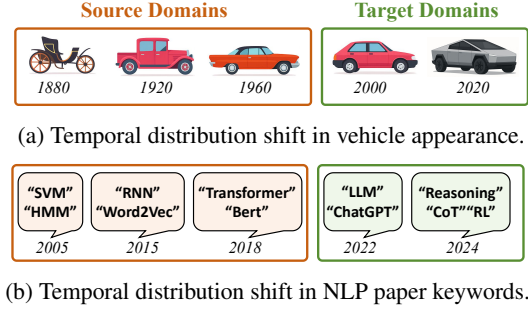 Source Domains
Target Domains
1880
1920
1960
2000
2020
(a) Temporal distribution shift in vehicle appearance.
“SVM”
“HMM”
2005
“RNN”
“Word2Vec”
2015
“Transformer”
“Bert”
2018
“LLM”
“ChatGPT”
2022
“Reasoning”
“CoT”“RL”
2024
(b) Temporal distribution shift in NLP paper keywords.